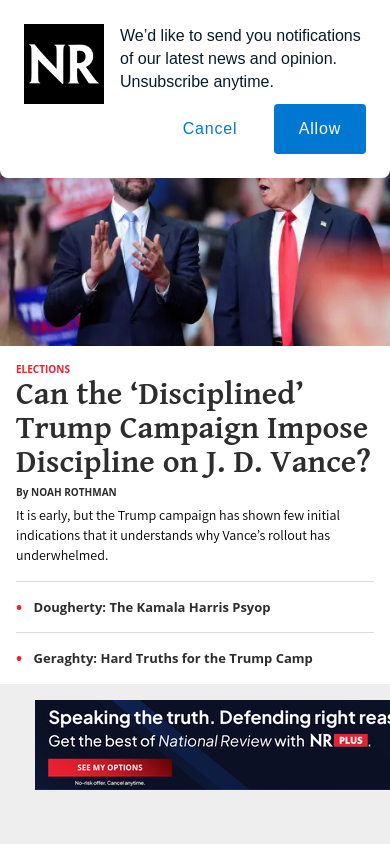 NR
We’d like to send you notifications
of our latest news and opinion.
Unsubscribe anytime.
Cancel
Allow
ELECTIONS
Can the ‘Disciplined’
Trump Campaign Impose
Discipline on J. D. Vance?
By NOAH ROTHMAN
It is early, but the Trump campaign has shown few initial
indications that it understands why Vance’s rollout has
underwhelmed.
• Dougherty: The Kamala Harris Psyop
• Geraghty: Hard Truths for the Trump Camp
Speaking the truth. Defending right reas
Get the best of National Review with NR PLUS.
SEE MY OPTIONS
No-risk offer. Cancel anytime.